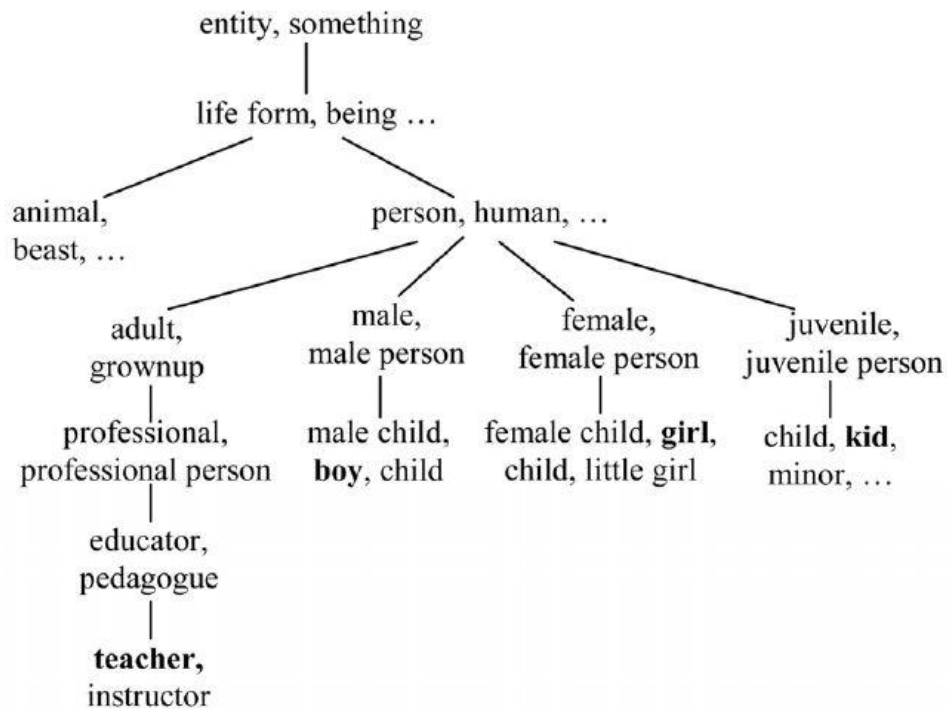 entity, something
life form, being …
animal,
beast, …
person, human, …
adult,
grownup
male,
male person
female,
female person
juvenile,
juvenile person
professional,
professional person
male child,
boy, child
female child, girl,
child, little girl
child, kid,
minor, …
educator,
pedagogue
teacher,
instructor